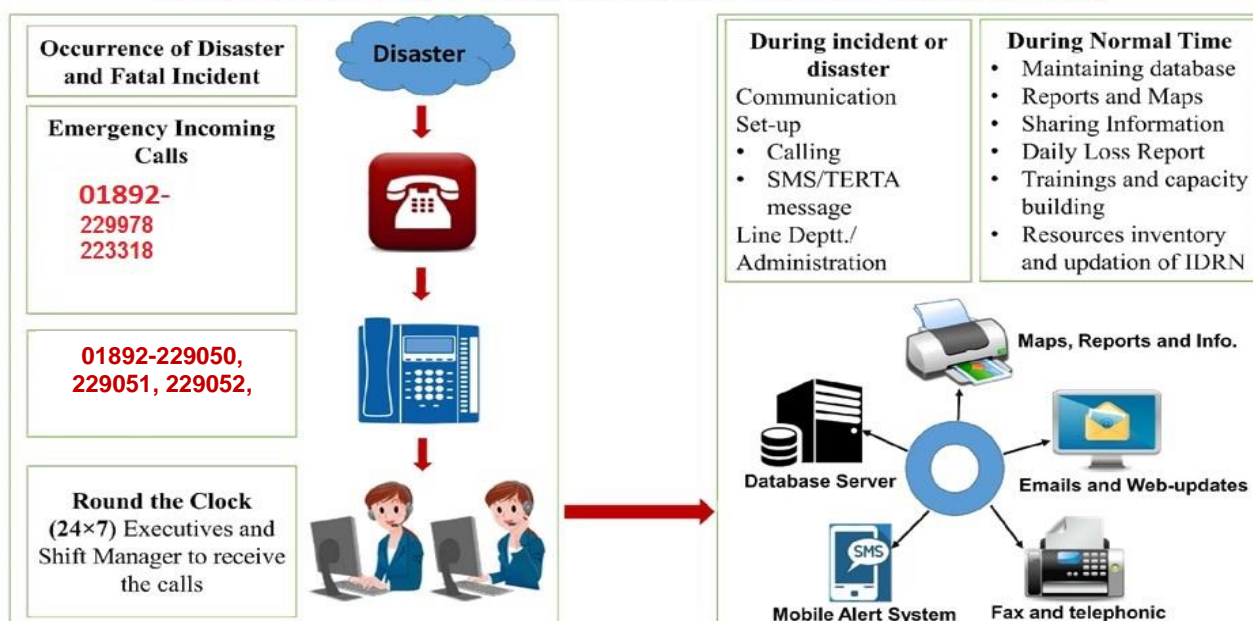 Occurrence of Disaster
and Fatal Incident
Disaster
Emergency Incoming
Calls
01892-
229978
223318
01892-229050,
229051, 229052,
Round the Clock
(24×7) Executives and
Shift Manager to receive
the calls
During incident or
disaster
Communication
Set-up
• Calling
• SMS/TERTA
message
Line Deptt./
Administration
During Normal Time
• Maintaining database
• Reports and Maps
• Sharing Information
• Daily Loss Report
• Trainings and capacity
building
• Resources inventory
and updation of IDRN
Maps, Reports and Info.
Database Server
Emails and Web-updates
SMS
Mobile Alert System
Fax and telephonic